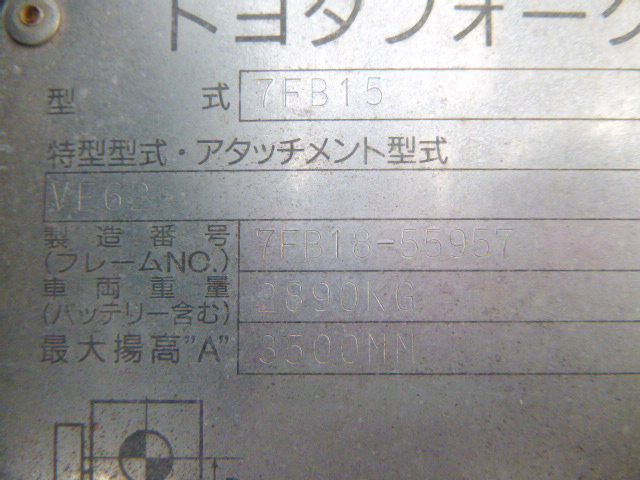 トヨタフォーク
型 式 7FB15
特型型式・アタッチメント型式
VF62
製造番号 7FB18-55957
(フレームNO.)
車両重量 2890KG
(バッテリー含む)
最大揚高"A" 3300MM